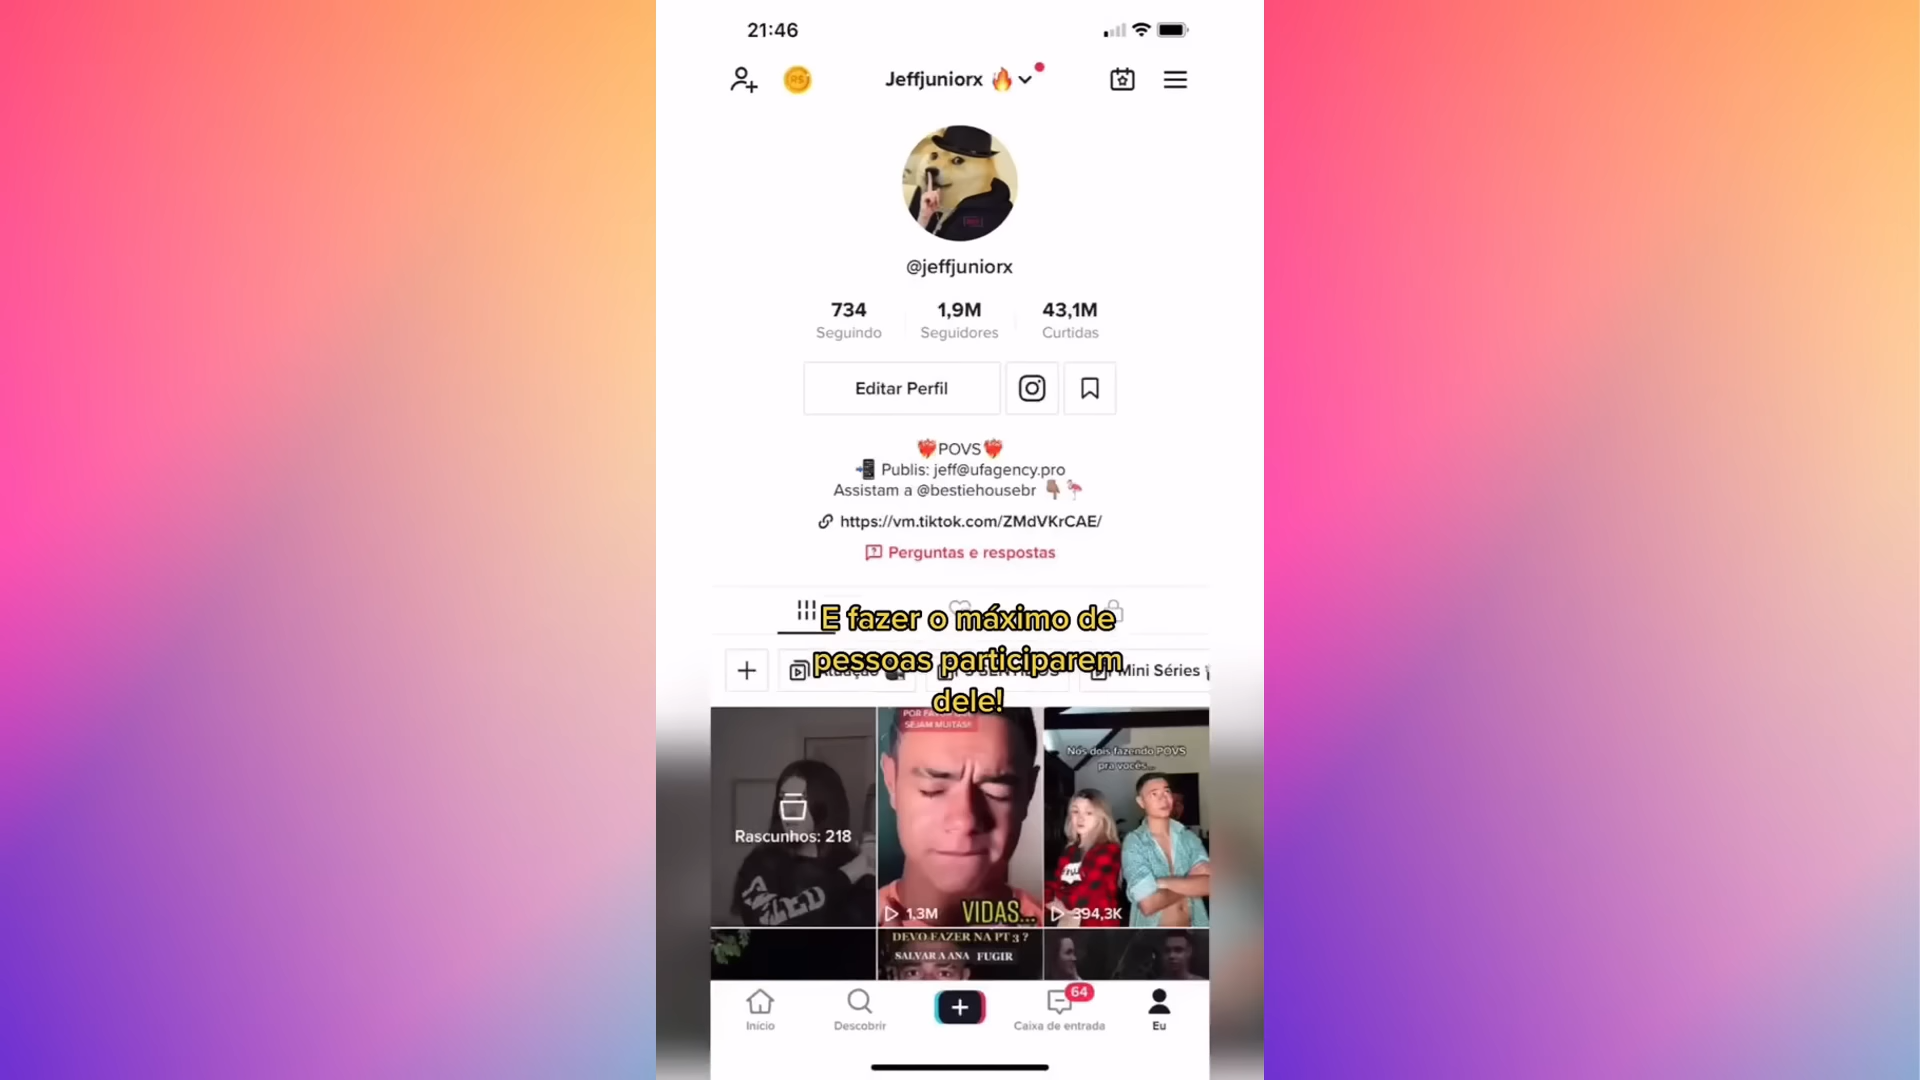 21:46
R$
Jeffjuniorx 🔥
@jeffjuniorx
734
1,9M
43,1M
Seguindo
Seguidores
Curtidas
Editar Perfil
❤️‍🔥POVS❤️‍🔥
📲 Publis: jeff@ufagency.pro
Assistam a @bestiehousebr 👇🏽🦩
https://vm.tiktok.com/ZMdVKrCAE/
Perguntas e respostas
E fazer o máximo de
pessoas participarem
dele!
Mini Séries
SEJAM MUITAS!!
Nós dois fazendo POVS
pra vocês...
Rascunhos: 218
1,3M
VIDAS...
394,3K
DEVO FAZER NA PT 3 ?
SALVAR A ANA FUGIR
64
Início
Descobrir
Caixa de entrada
Eu